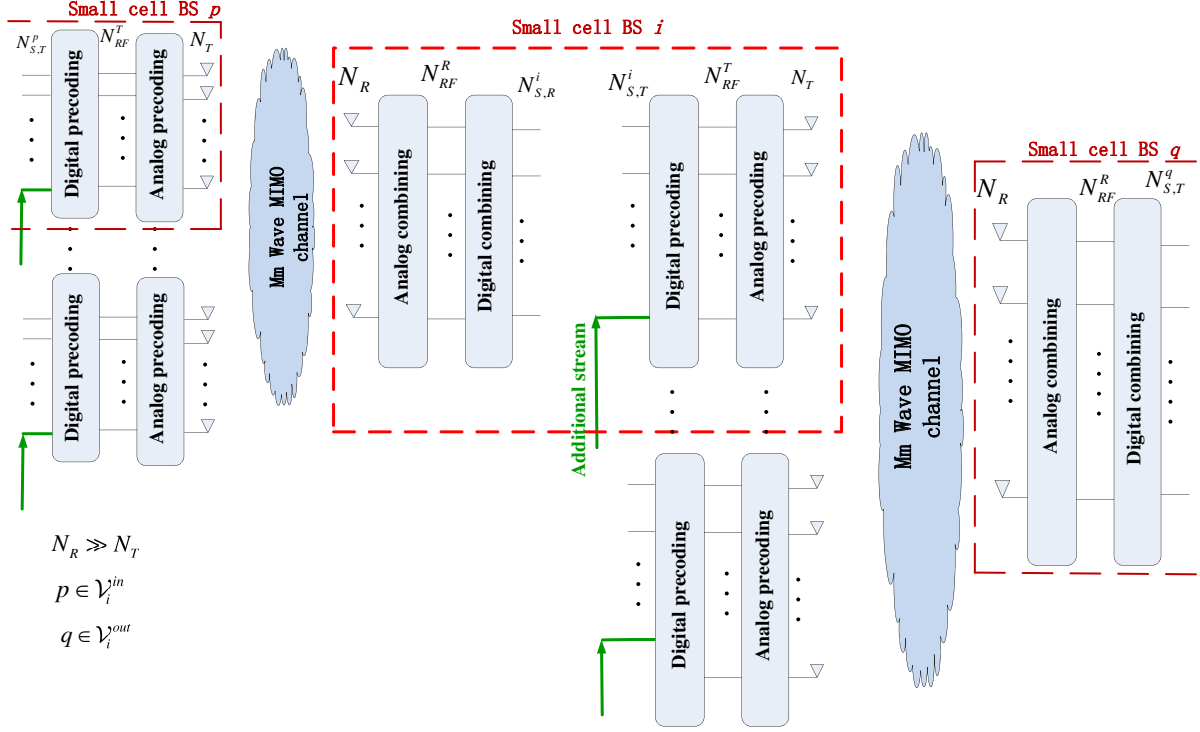 Small cell BS p
N_{S,T}^{p}
N_{RF}^{T}
N_T
Digital precoding
Analog precoding
Digital precoding
Analog precoding
N_R ≫ N_T
p ∈ 𝒱_i^{in}
q ∈ 𝒱_i^{out}
Mm Wave MIMO
channel
Small cell BS i
N_R
N_{RF}^{R}
N_{S,R}^{i}
Analog combining
Digital combining
N_{S,T}^{i}
N_{RF}^{T}
N_T
Digital precoding
Analog precoding
Additional stream
Digital precoding
Analog precoding
Mm Wave MIMO
channel
Small cell BS q
N_R
N_{RF}^{R}
N_{S,T}^{q}
Analog combining
Digital combining